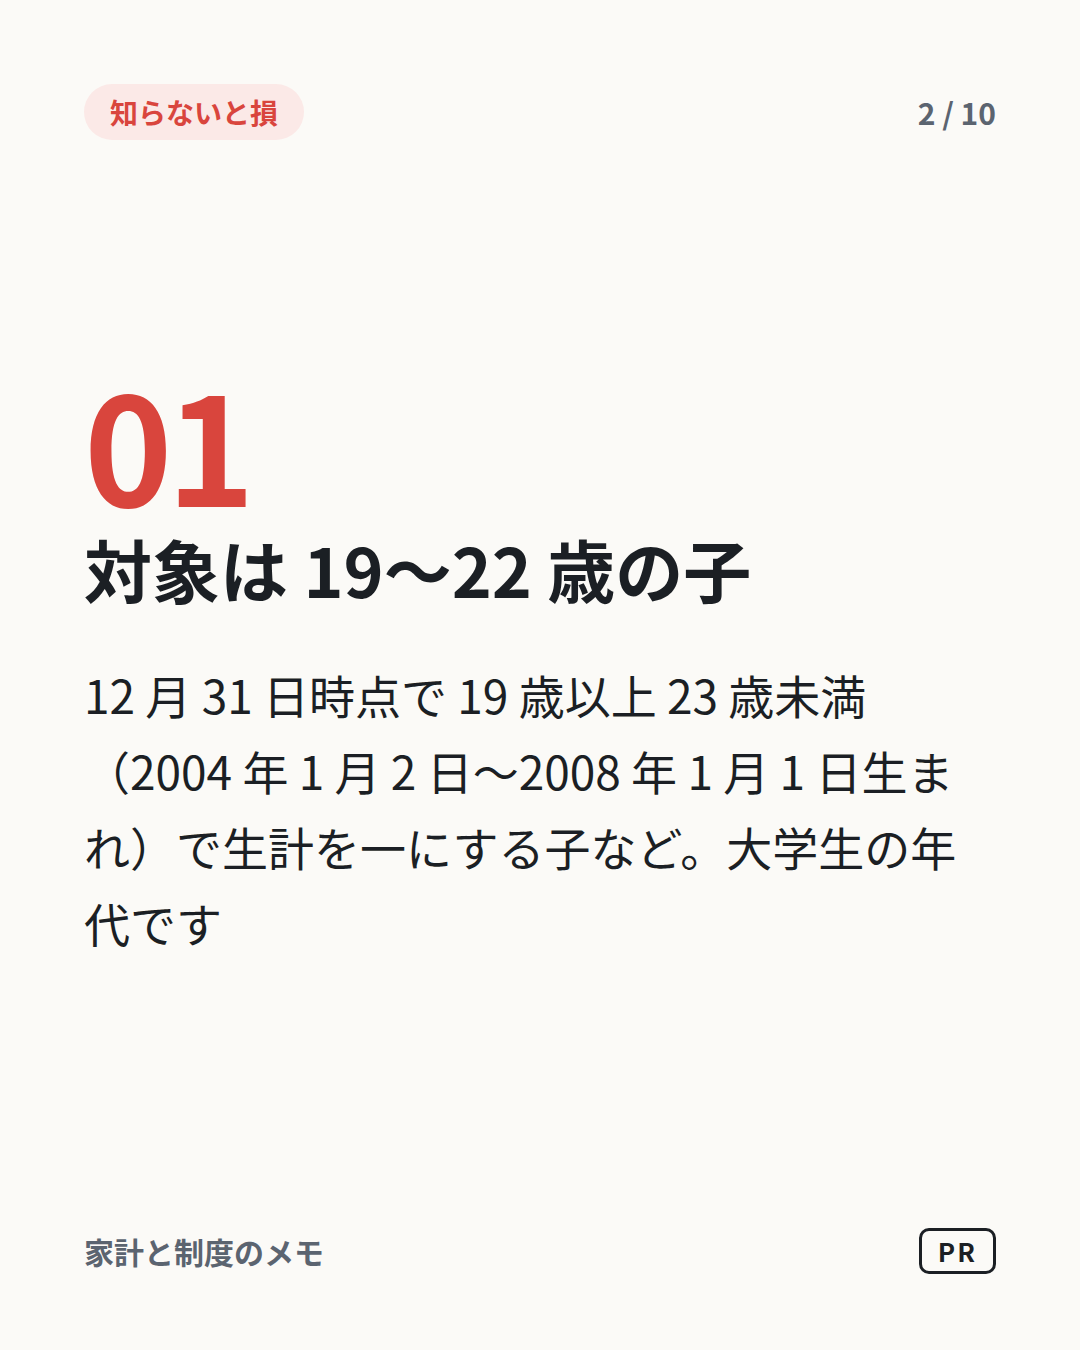 知らないと損
2 / 10
01
対象は 19〜22 歳の子
12 月 31 日時点で 19 歳以上 23 歳未満
（2004 年 1 月 2 日〜2008 年 1 月 1 日生ま
れ）で生計を一にする子など。大学生の年
代です
家計と制度のメモ
PR